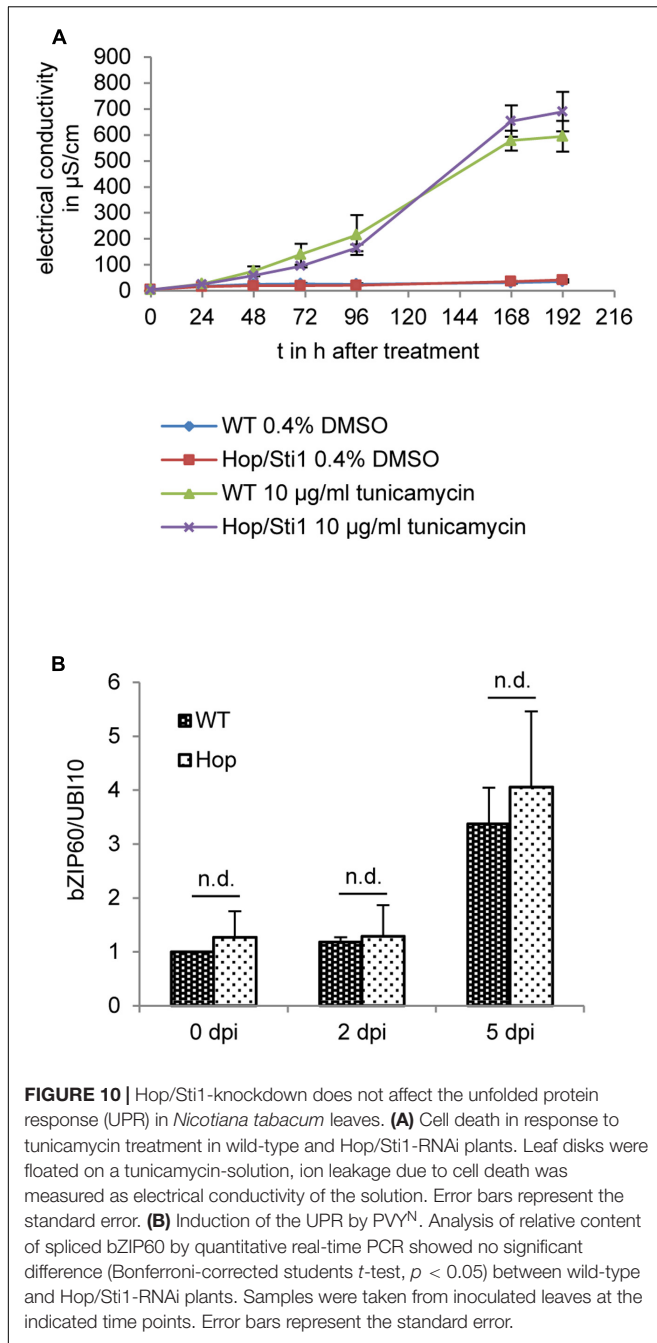 A
electrical conductivity
in µS/cm
900
800
700
600
500
400
300
200
100
0
0 24 48 72 96 120 144 168 192 216
t in h after treatment
WT 0.4% DMSO
Hop/Sti1 0.4% DMSO
WT 10 µg/ml tunicamycin
Hop/Sti1 10 µg/ml tunicamycin
B
bZIP60/UBI10
6
5
4
3
2
1
0
WT
Hop
n.d.
n.d.
n.d.
0 dpi 2 dpi 5 dpi
FIGURE 10 | Hop/Sti1-knockdown does not affect the unfolded protein
response (UPR) in Nicotiana tabacum leaves. (A) Cell death in response to
tunicamycin treatment in wild-type and Hop/Sti1-RNAi plants. Leaf disks were
floated on a tunicamycin-solution, ion leakage due to cell death was
measured as electrical conductivity of the solution. Error bars represent the
standard error. (B) Induction of the UPR by PVYᴺ. Analysis of relative content
of spliced bZIP60 by quantitative real-time PCR showed no significant
difference (Bonferroni-corrected students t-test, p < 0.05) between wild-type
and Hop/Sti1-RNAi plants. Samples were taken from inoculated leaves at the
indicated time points. Error bars represent the standard error.